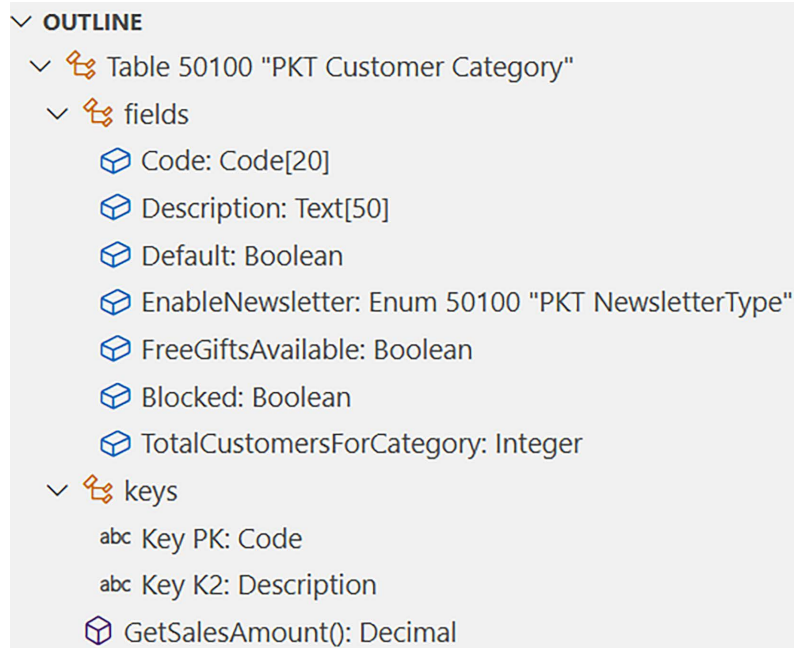 OUTLINE
Table 50100 "PKT Customer Category"
fields
Code: Code[20]
Description: Text[50]
Default: Boolean
EnableNewsletter: Enum 50100 "PKT NewsletterType"
FreeGiftsAvailable: Boolean
Blocked: Boolean
TotalCustomersForCategory: Integer
keys
abc Key PK: Code
abc Key K2: Description
GetSalesAmount(): Decimal